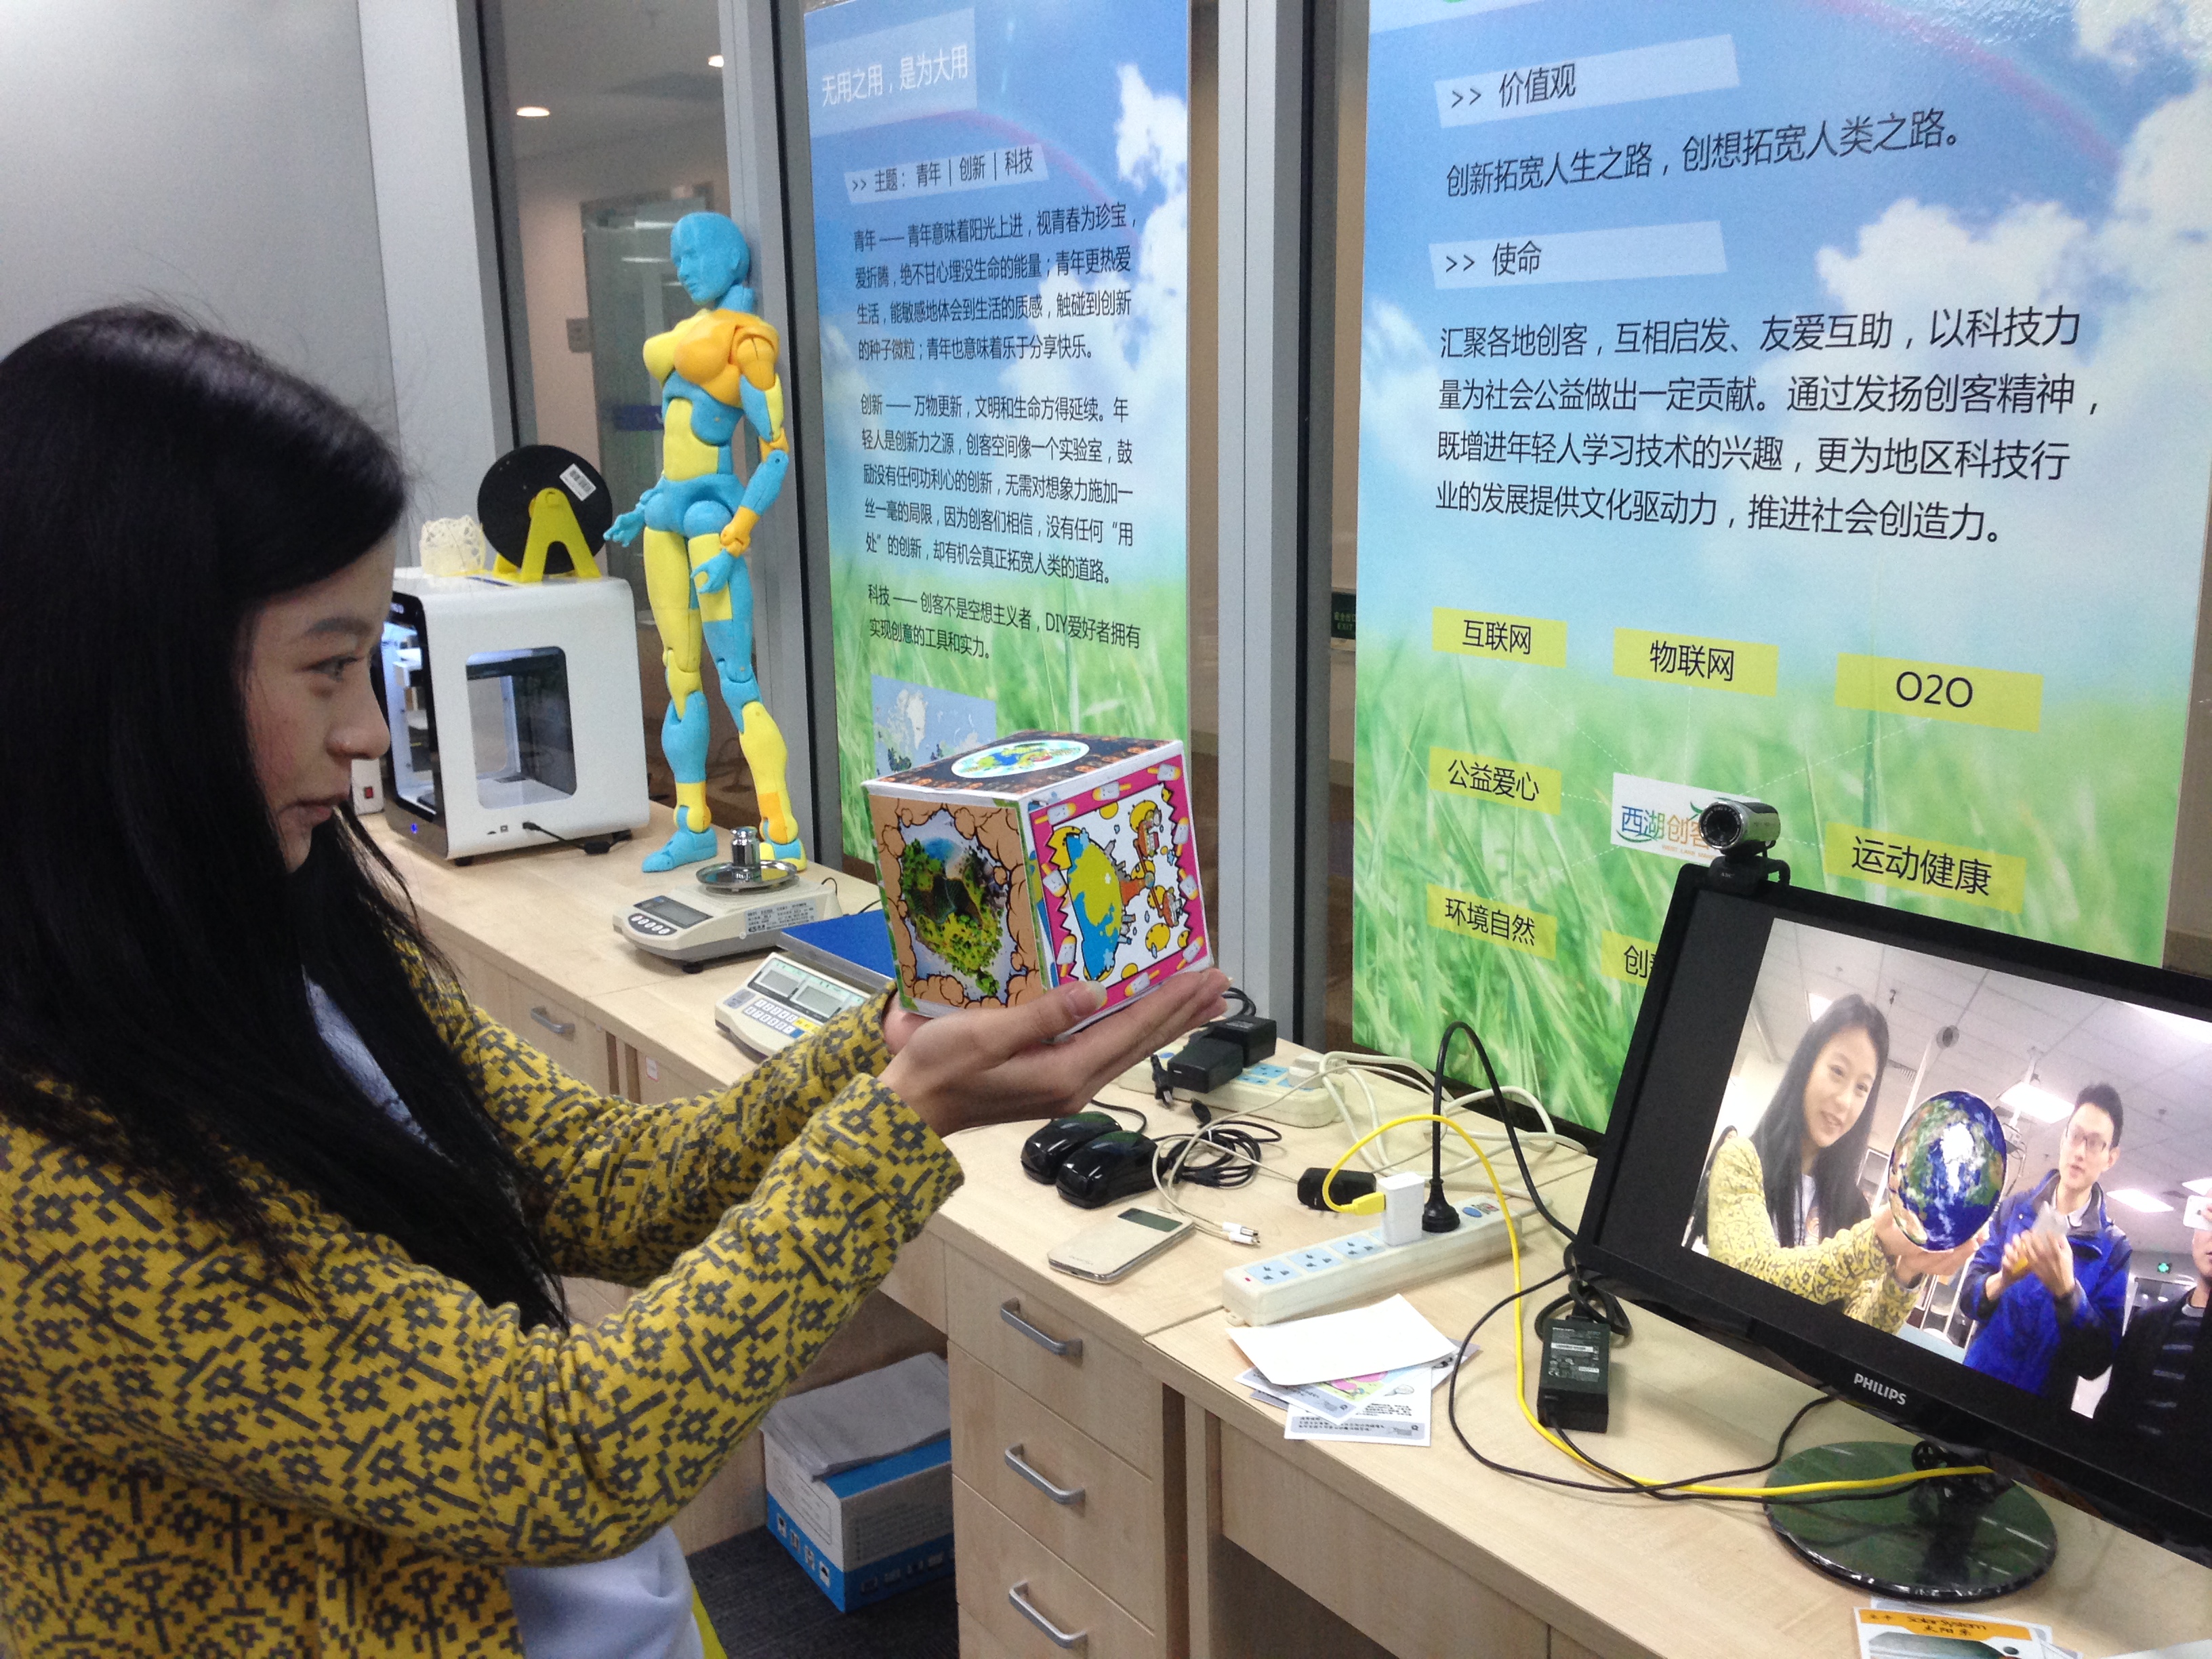 无用之用，是为大用
>> 主题： 青年 | 创新 | 科技
青年 —— 青年意味着阳光上进，视青春为珍宝，
爱折腾，绝不甘心埋没生命的能量；青年更热爱
生活，能敏感地体会到生活的质感，触碰到创新
的种子微粒；青年也意味着乐于分享快乐。
创新 —— 万物更新，文明和生命方得延续。年
轻人是创新力之源，创客空间像一个实验室，鼓
励没有任何功利心的创新，无需对想象力施加一
丝一毫的局限，因为创客们相信，没有任何“用
处”的创新，却有机会真正拓宽人类的道路。
科技 —— 创客不是空想主义者，DIY爱好者拥有
实现创意的工具和实力。
>> 价值观
创新拓宽人生之路，创想拓宽人类之路。
>> 使命
汇聚各地创客，互相启发、友爱互助，以科技力
量为社会公益做出一定贡献。通过发扬创客精神，
既增进年轻人学习技术的兴趣，更为地区科技行
业的发展提供文化驱动力，推进社会创造力。
互联网
物联网
O2O
公益爱心
西湖创客
运动健康
环境自然
创
PHILIPS
Solar System
太阳系